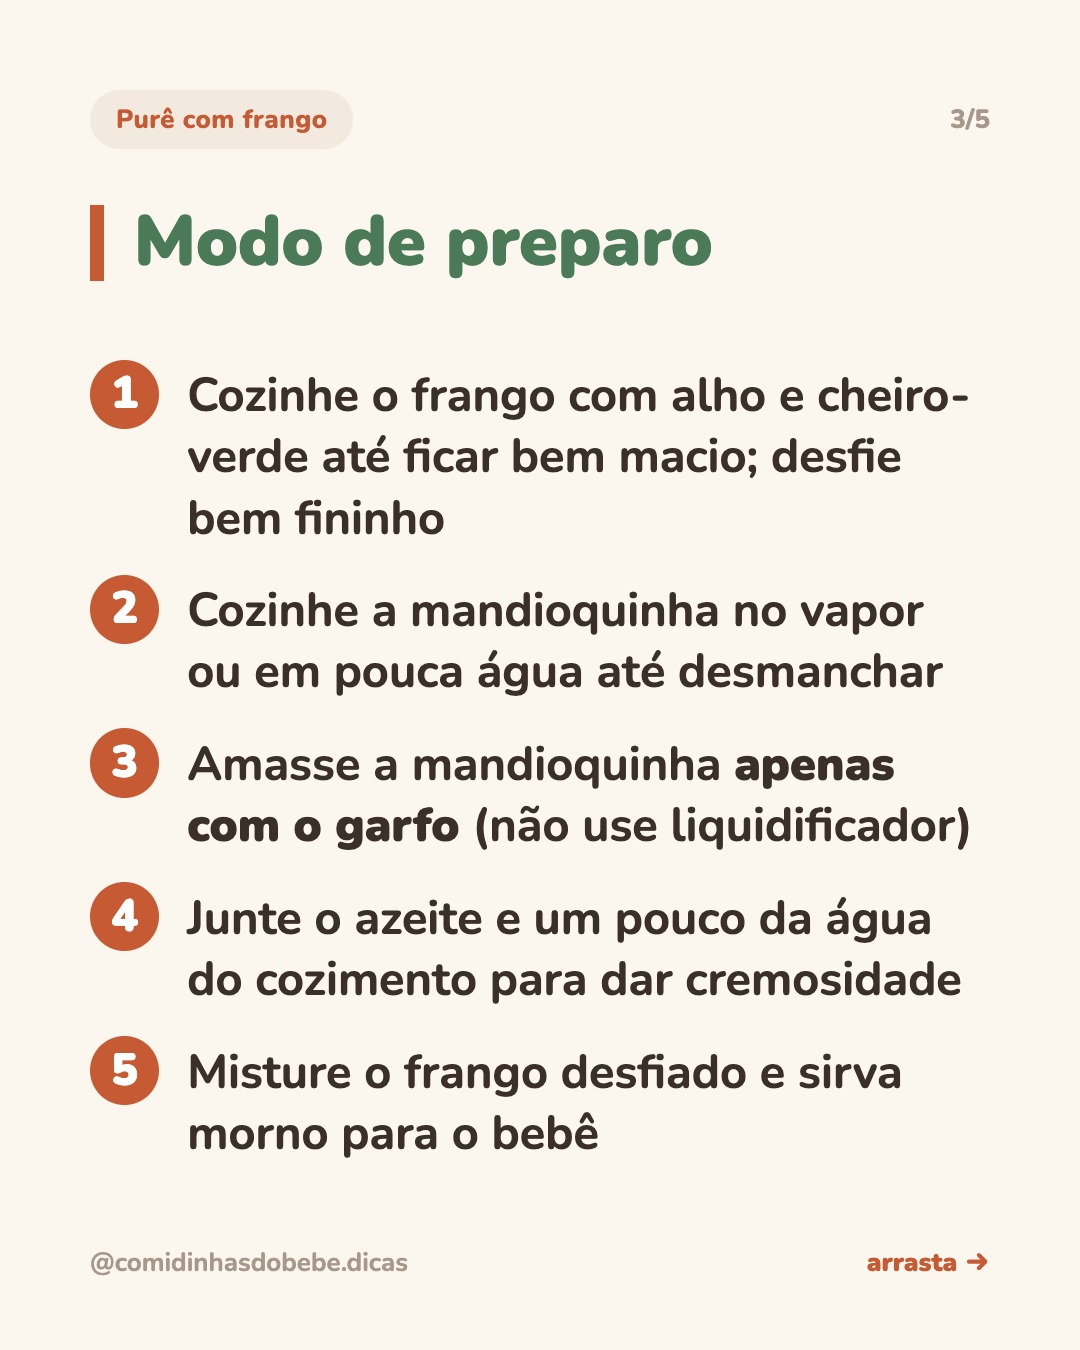 Purê com frango
3/5
Modo de preparo
1 Cozinhe o frango com alho e cheiro-
verde até ficar bem macio; desfie
bem fininho
2 Cozinhe a mandioquinha no vapor
ou em pouca água até desmanchar
3 Amasse a mandioquinha apenas
com o garfo (não use liquidificador)
4 Junte o azeite e um pouco da água
do cozimento para dar cremosidade
5 Misture o frango desfiado e sirva
morno para o bebê
@comidinhasdobebe.dicas
arrasta →